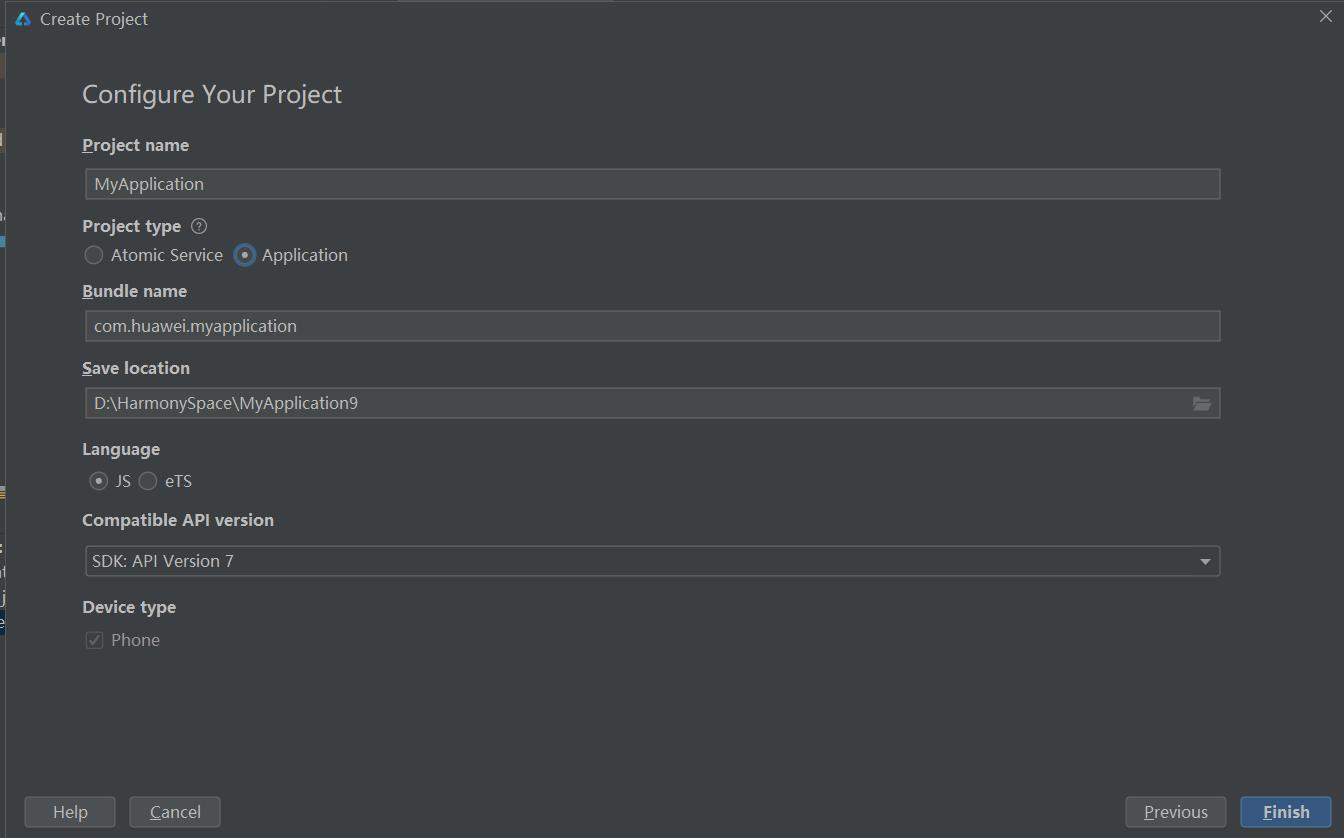 Create Project
Configure Your Project
Project name
MyApplication
Project type ?
Atomic Service Application
Bundle name
com.huawei.myapplication
Save location
D:\HarmonySpace\MyApplication9
Language
JS eTS
Compatible API version
SDK: API Version 7
Device type
Phone
Help Cancel Previous Finish